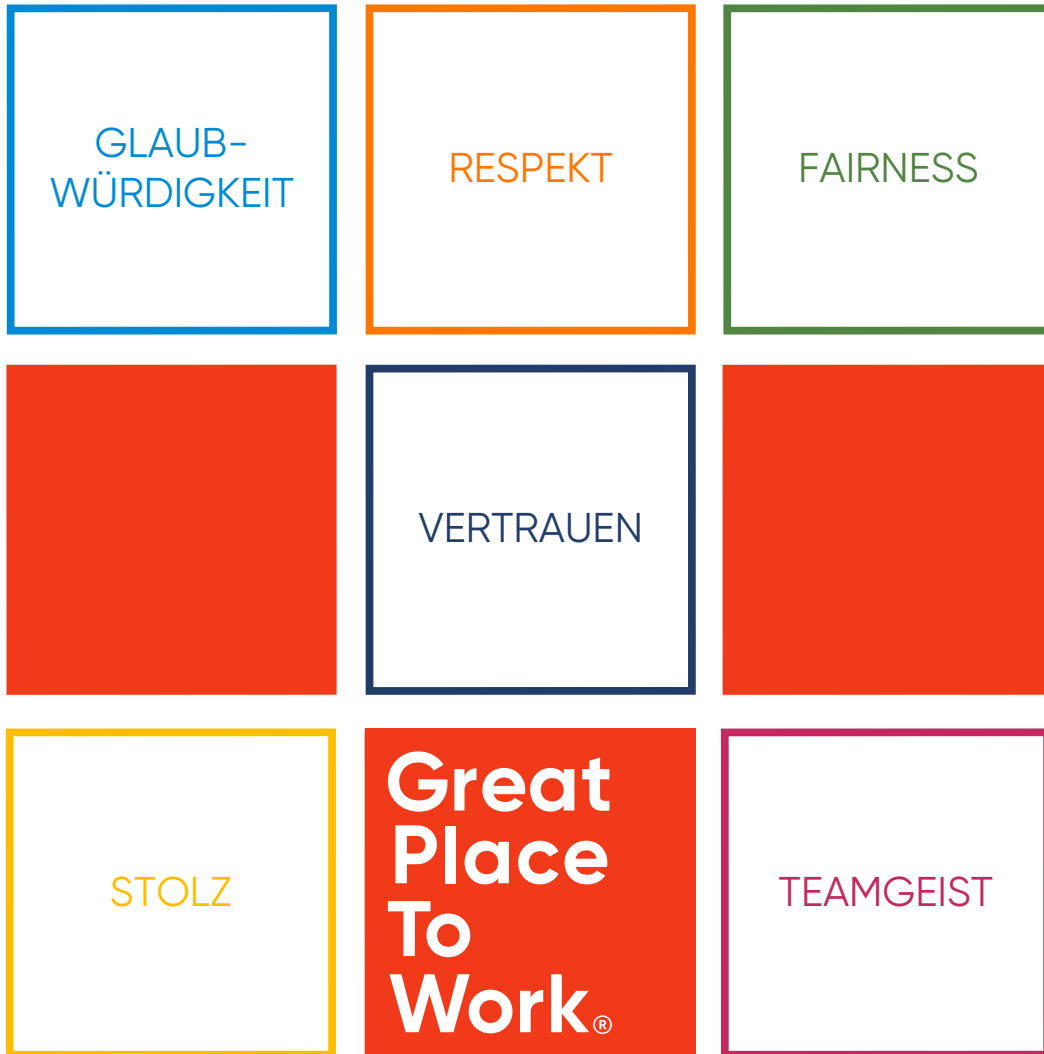 GLAUB-
WÜRDIGKEIT
RESPEKT
FAIRNESS
VERTRAUEN
STOLZ
Great
Place
To
Work®
TEAMGEIST